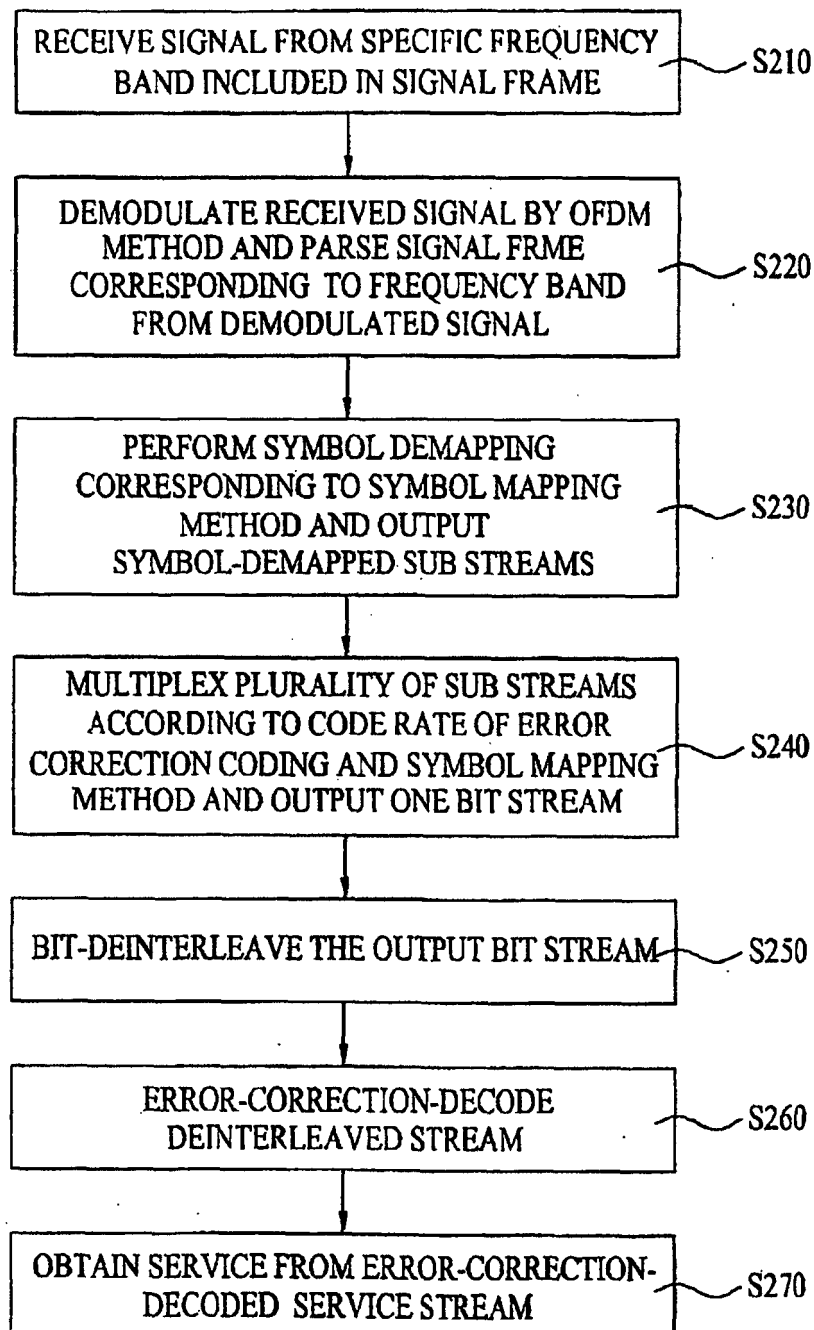 RECEIVE SIGNAL FROM SPECIFIC FREQUENCY
BAND INCLUDED IN SIGNAL FRAME
S210
DEMODULATE RECEIVED SIGNAL BY OFDM
METHOD AND PARSE SIGNAL FRME
CORRESPONDING TO FREQUENCY BAND
FROM DEMODULATED SIGNAL
S220
PERFORM SYMBOL DEMAPPING
CORRESPONDING TO SYMBOL MAPPING
METHOD AND OUTPUT
SYMBOL-DEMAPPED SUB STREAMS
S230
MULTIPLEX PLURALITY OF SUB STREAMS
ACCORDING TO CODE RATE OF ERROR
CORRECTION CODING AND SYMBOL MAPPING
METHOD AND OUTPUT ONE BIT STREAM
S240
BIT-DEINTERLEAVE THE OUTPUT BIT STREAM
S250
ERROR-CORRECTION-DECODE
DEINTERLEAVED STREAM
S260
OBTAIN SERVICE FROM ERROR-CORRECTION-
DECODED SERVICE STREAM
S270